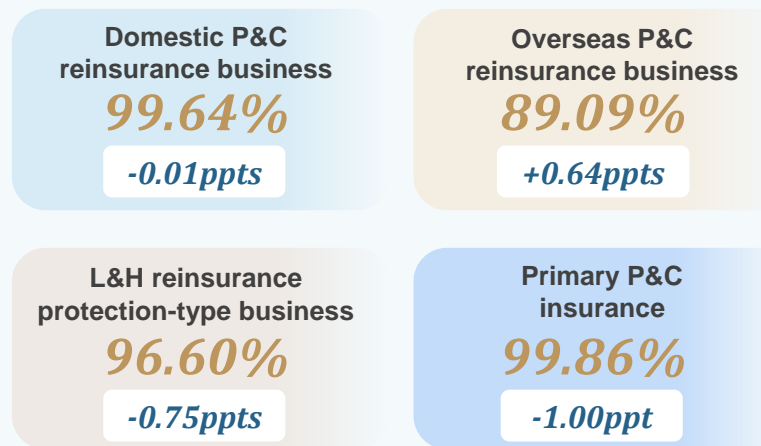 Domestic P&C
reinsurance business
99.64%
-0.01ppts
Overseas P&C
reinsurance business
89.09%
+0.64ppts
L&H reinsurance
protection-type business
96.60%
-0.75ppts
Primary P&C
insurance
99.86%
-1.00ppt